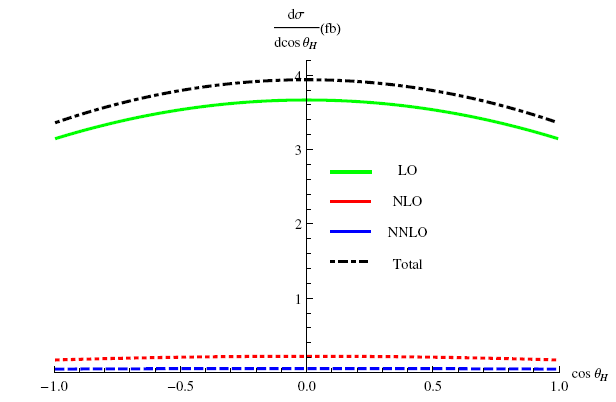 dσ
dcos θH (fb)
4
3
2
1
LO
NLO
NNLO
Total
-1.0 -0.5 0.0 0.5 1.0
cos θH